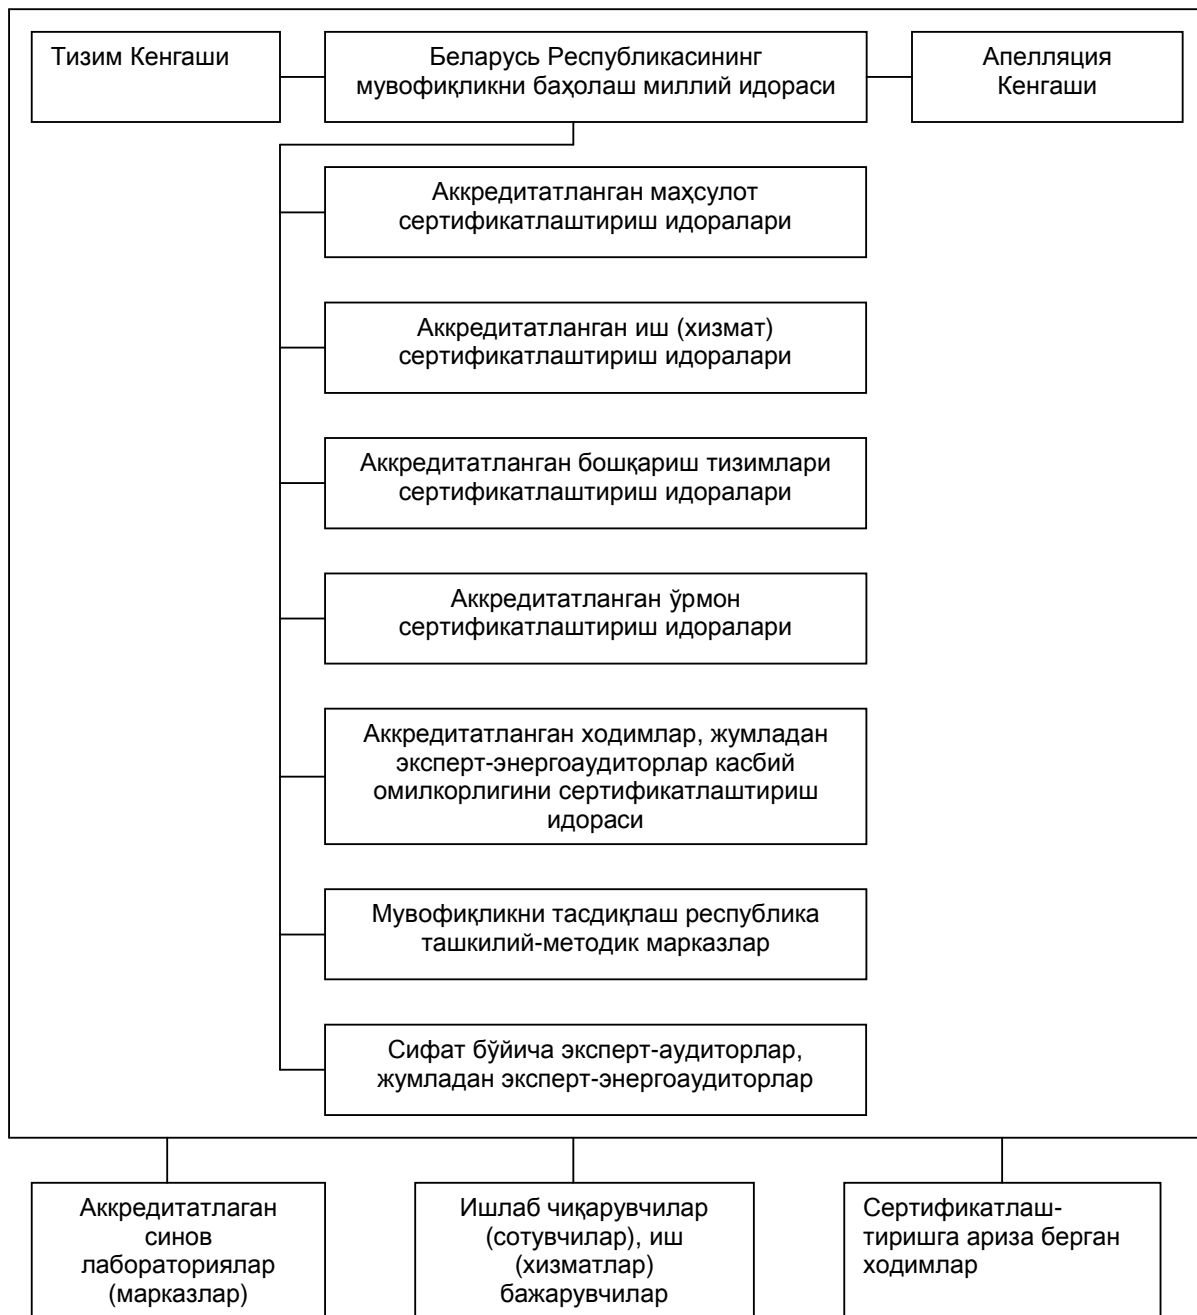 Тизим Кенгаши
Беларусь Республикасининг
мувофиқликни баҳолаш миллий идораси
Апелляция
Кенгаши
Аккредитатланган маҳсулот
сертификатлаштириш идоралари
Аккредитатланган иш (хизмат)
сертификатлаштириш идоралари
Аккредитатланган бошқариш тизимлари
сертификатлаштириш идоралари
Аккредитатланган ўрмон
сертификатлаштириш идоралари
Аккредитатланган ходимлар, жумладан
эксперт-энергоаудиторлар касбий
омилкорлигини сертификатлаштириш
идораси
Мувофиқликни тасдиқлаш республика
ташкилий-методик марказлар
Сифат бўйича эксперт-аудиторлар,
жумладан эксперт-энергоаудиторлар
Аккредитатлаган
синов
лабораториялар
(марказлар)
Ишлаб чиқарувчилар
(сотувчилар), иш
(хизматлар)
бажарувчилар
Сертификатлаш-
тиришга ариза берган
ходимлар